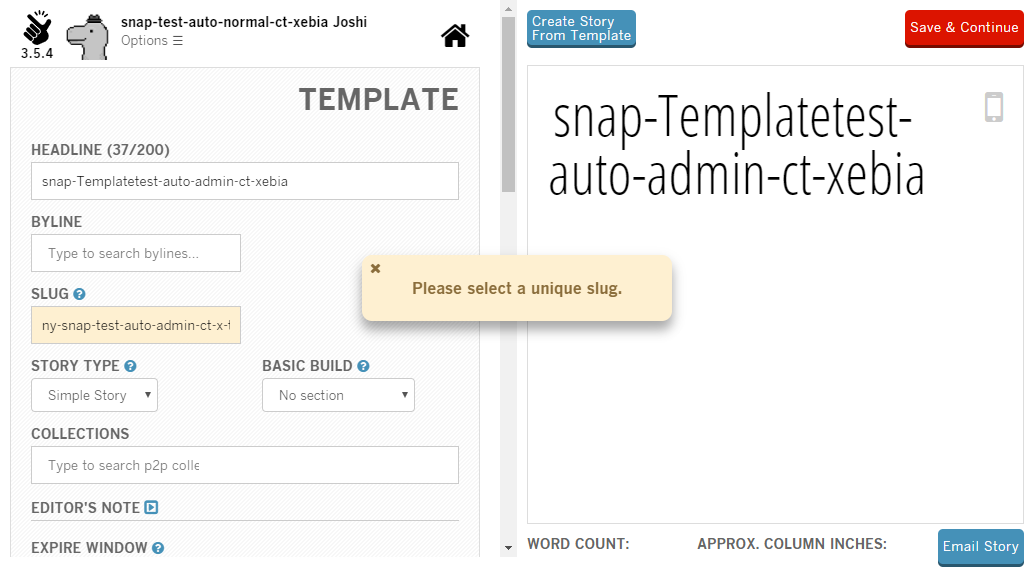 snap-test-auto-normal-ct-xebia Joshi
Options ☰
3.5.4
TEMPLATE
HEADLINE (37/200)
snap-Templatetest-auto-admin-ct-xebia
BYLINE
Type to search bylines...
SLUG ?
ny-snap-test-auto-admin-ct-x-t
STORY TYPE ?
BASIC BUILD ?
Simple Story
No section
COLLECTIONS
Type to search p2p colle
EDITOR'S NOTE
EXPIRE WINDOW ?
Please select a unique slug.
Create Story
From Template
Save & Continue
snap-Templatetest-
auto-admin-ct-xebia
WORD COUNT:
APPROX. COLUMN INCHES:
Email Story